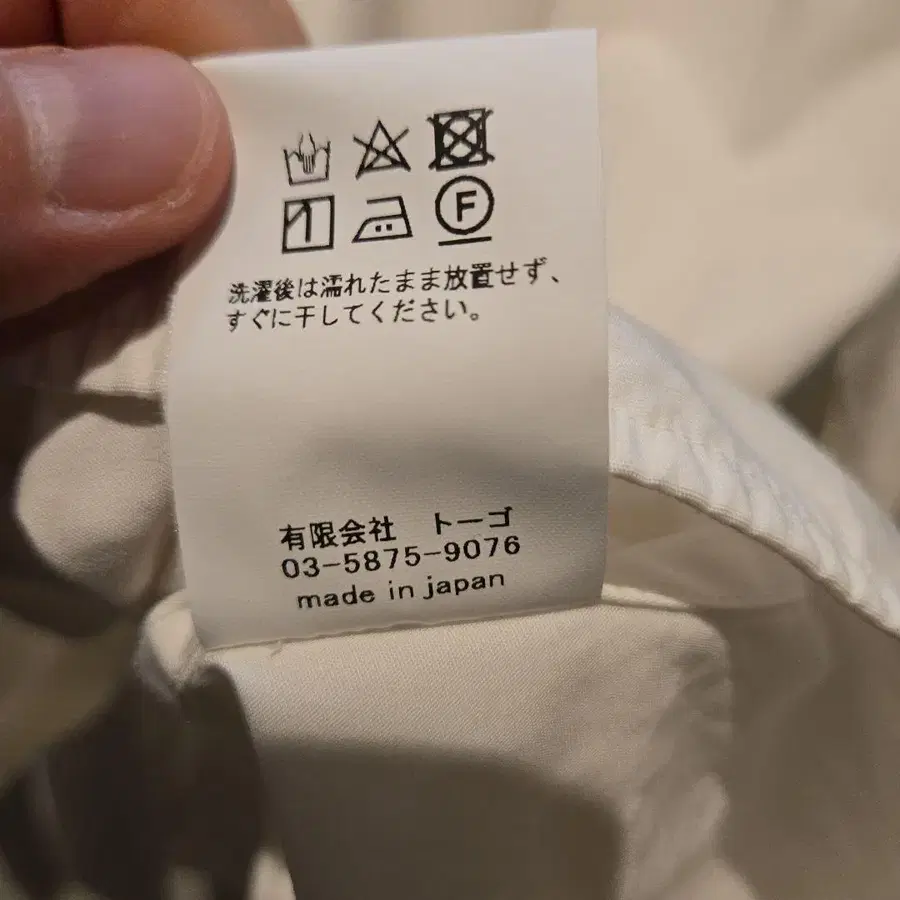 F
洗濯後は濡れたまま放置せず、
すぐに干してください。
有限会社 トーゴ
03-5875-9076
made in japan